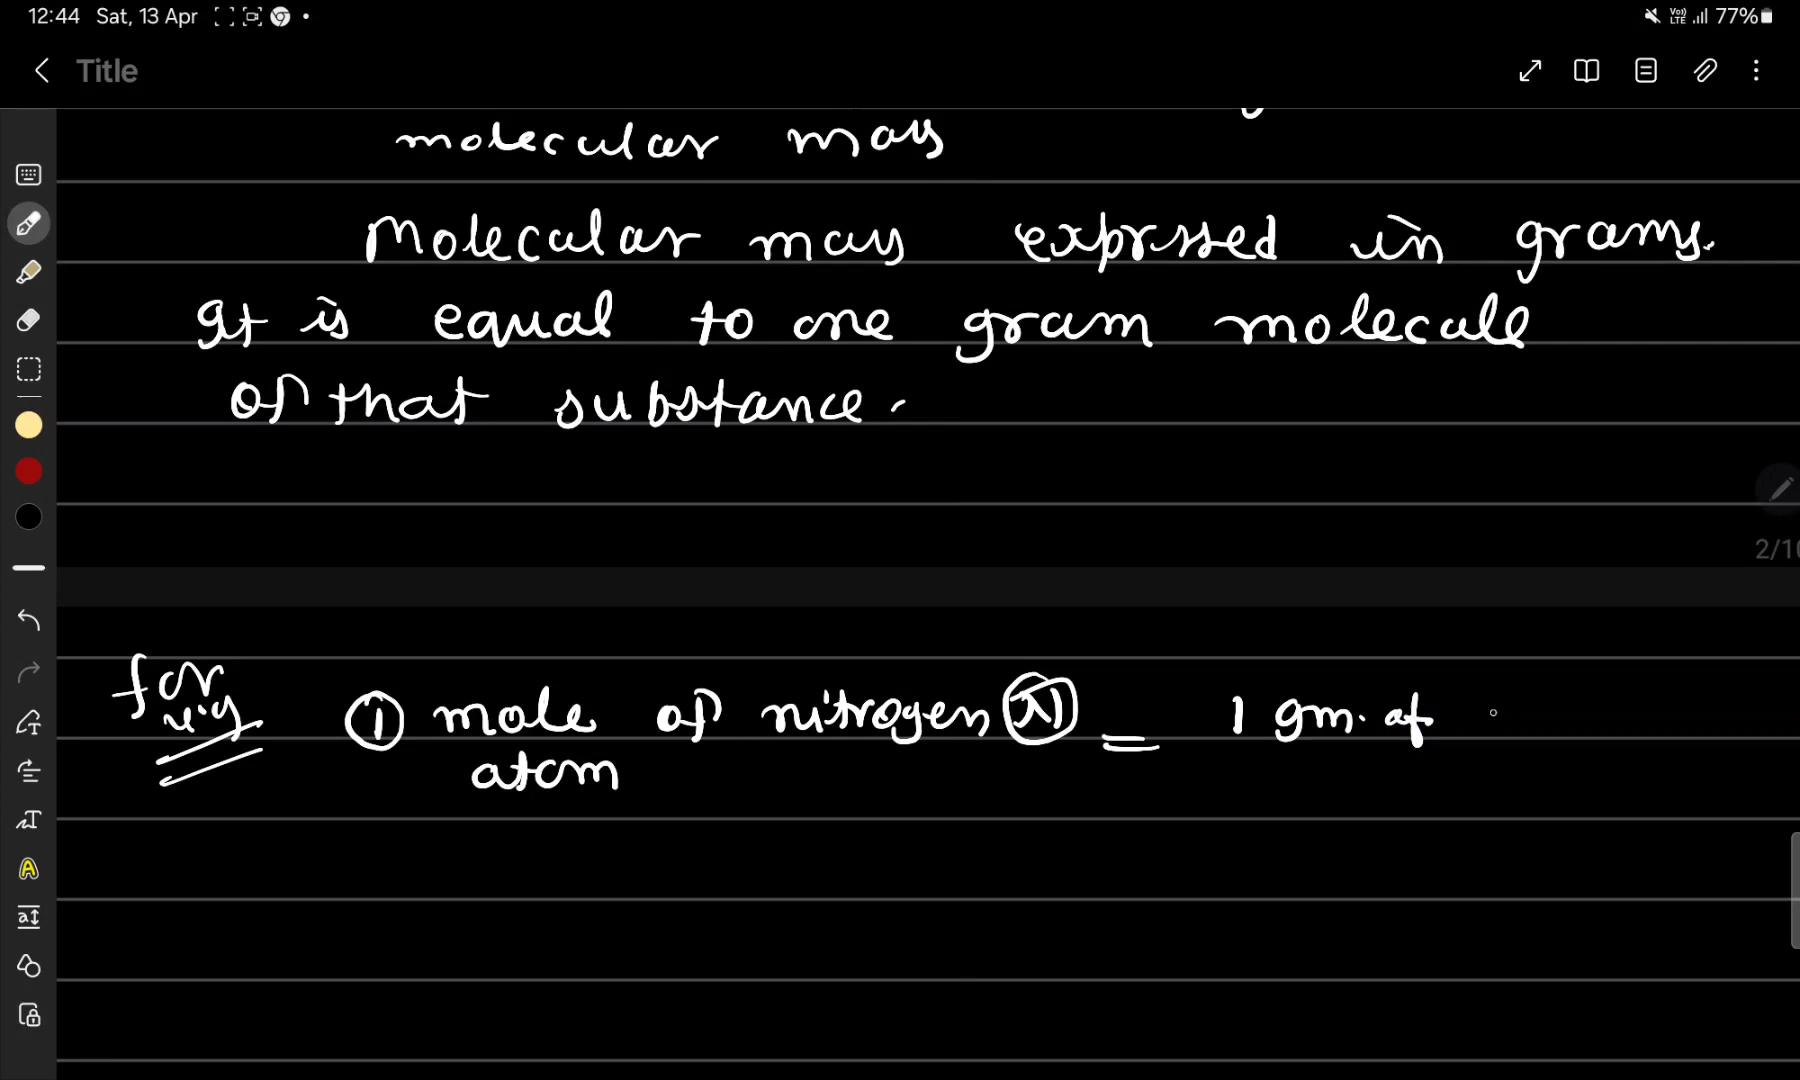 12:44 Sat, 13 Apr 77%
Title
molecular mass
Molecular mass expressed in grams.
It is equal to one gram molecule
of that substance.
2/10
for
① mole of nitrogen = 1 gm. of
atom